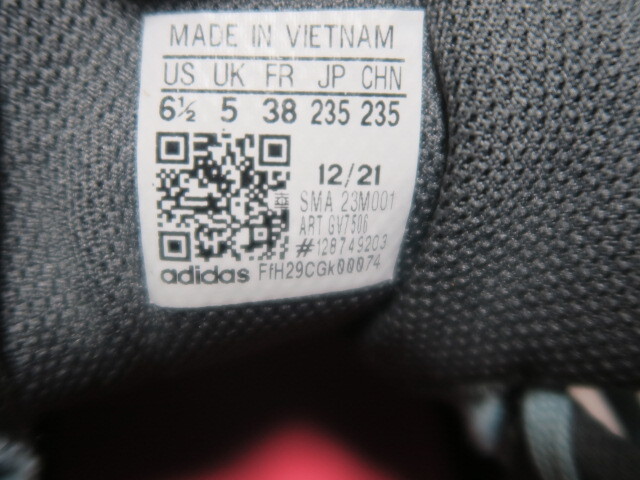 MADE IN VIETNAM
US UK FR JP CHN
6½ 5 38 235 235
12/21
SMA 23M001
ART GV7506
#128749203
adidas FfH29CGk00074